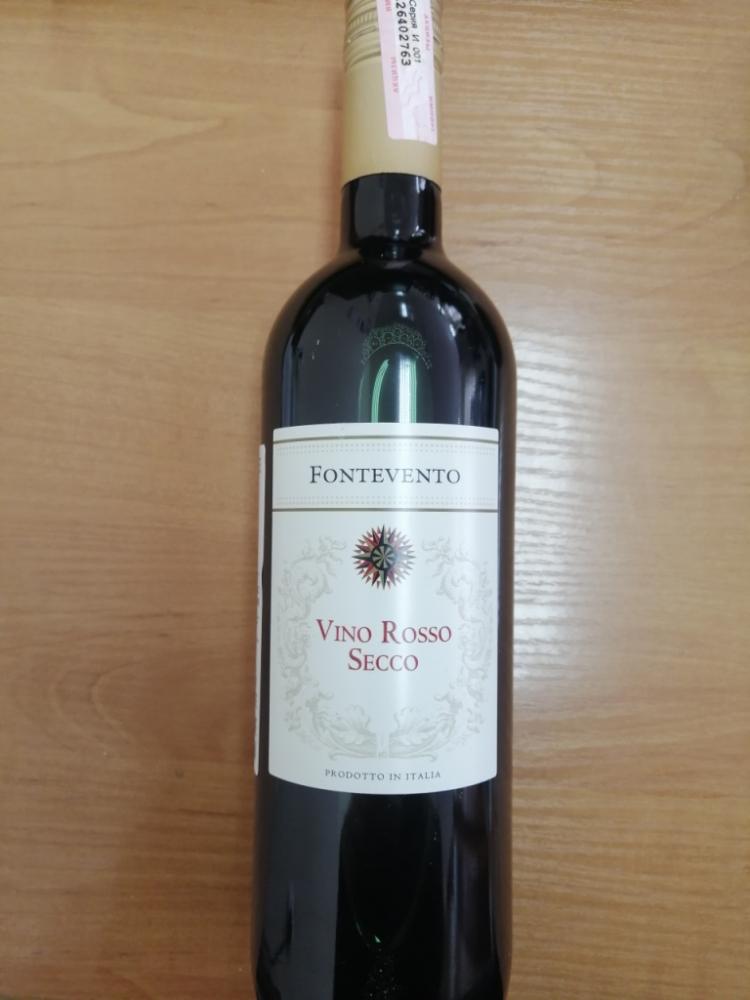 Серия И 001
26402763
FONTEVENTO
VINO ROSSO
SECCO
PRODOTTO IN ITALIA